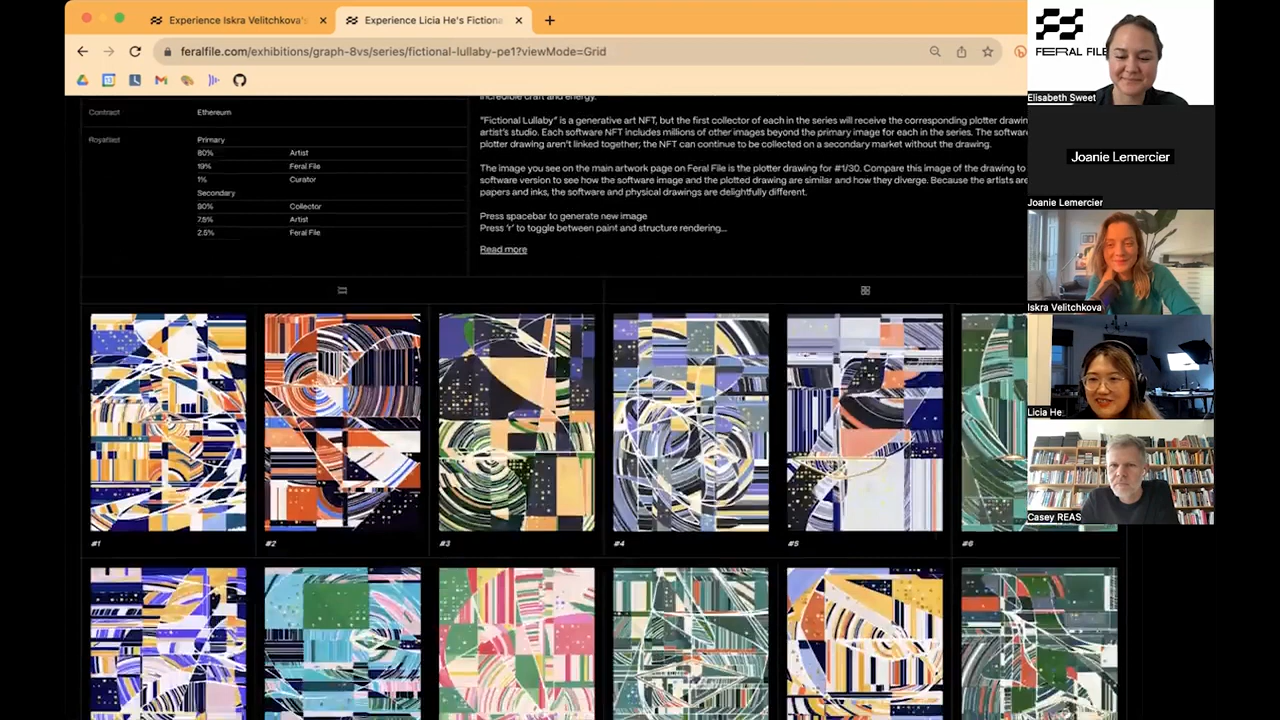 Experience Iskra Velitchkova's
Experience Licia He's Fictiona
feralfile.com/exhibitions/graph-8vs/series/fictional-lullaby-pe1?viewMode=Grid
incredible craft and energy.
Contract
Ethereum
"Fictional Lullaby" is a generative art NFT, but the first collector of each in the series will receive the corresponding plotter drawin
artist's studio. Each software NFT includes millions of other images beyond the primary image for each in the series. The softwar
plotter drawing aren't linked together; the NFT can continue to be collected on a secondary market without the drawing.
Royalties
Primary
80% Artist
19% Feral File
1% Curator
Secondary
90% Collector
7.5% Artist
2.5% Feral File
The image you see on the main artwork page on Feral File is the plotter drawing for #1/30. Compare this image of the drawing to
software version to see how the software image and the plotted drawing are similar and how they diverge. Because the artists are
papers and inks, the software and physical drawings are delightfully different.
Press spacebar to generate new image
Press 'r' to toggle between paint and structure rendering...
Read more
#1
#2
#3
#4
#5
#6
FERAL FILE
Elisabeth Sweet
Joanie Lemercier
Joanie Lemercier
Iskra Velitchkova
Licia He
Casey REAS